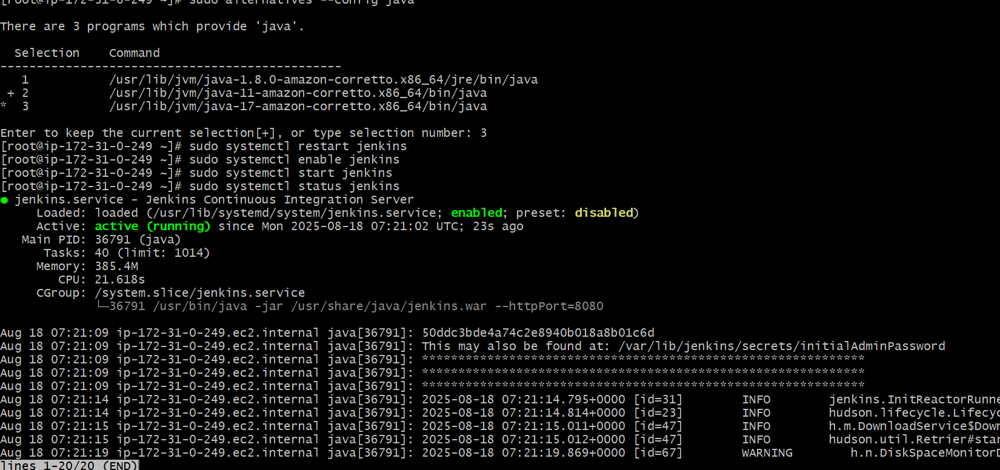 [root@ip-172-31-0-249 ~]# sudo alternatives --config java
There are 3 programs which provide 'java'.
  Selection    Command
-----------------------------------------------
   1           /usr/lib/jvm/java-1.8.0-amazon-corretto.x86_64/jre/bin/java
 + 2           /usr/lib/jvm/java-11-amazon-corretto.x86_64/bin/java
*  3           /usr/lib/jvm/java-17-amazon-corretto.x86_64/bin/java
Enter to keep the current selection[+], or type selection number: 3
[root@ip-172-31-0-249 ~]# sudo systemctl restart jenkins
[root@ip-172-31-0-249 ~]# sudo systemctl enable jenkins
[root@ip-172-31-0-249 ~]# sudo systemctl start jenkins
[root@ip-172-31-0-249 ~]# sudo systemctl status jenkins
● jenkins.service - Jenkins Continuous Integration Server
     Loaded: loaded (/usr/lib/systemd/system/jenkins.service; enabled; preset: disabled)
     Active: active (running) since Mon 2025-08-18 07:21:02 UTC; 23s ago
   Main PID: 36791 (java)
      Tasks: 40 (limit: 1014)
     Memory: 385.4M
        CPU: 21.618s
     CGroup: /system.slice/jenkins.service
             └─36791 /usr/bin/java -jar /usr/share/java/jenkins.war --httpPort=8080
Aug 18 07:21:09 ip-172-31-0-249.ec2.internal java[36791]: 50ddc3bde4a74c2e8940b018a8b01c6d
Aug 18 07:21:09 ip-172-31-0-249.ec2.internal java[36791]: This may also be found at: /var/lib/jenkins/secrets/initialAdminPassword
Aug 18 07:21:09 ip-172-31-0-249.ec2.internal java[36791]: *************************************************************
Aug 18 07:21:09 ip-172-31-0-249.ec2.internal java[36791]: *************************************************************
Aug 18 07:21:09 ip-172-31-0-249.ec2.internal java[36791]: *************************************************************
Aug 18 07:21:14 ip-172-31-0-249.ec2.internal java[36791]: 2025-08-18 07:21:14.795+0000 [id=31]        INFO        jenkins.InitReactorRunne
Aug 18 07:21:14 ip-172-31-0-249.ec2.internal java[36791]: 2025-08-18 07:21:14.814+0000 [id=23]        INFO        hudson.lifecycle.Lifecyc
Aug 18 07:21:15 ip-172-31-0-249.ec2.internal java[36791]: 2025-08-18 07:21:15.011+0000 [id=47]        INFO        h.m.DownloadService$Down
Aug 18 07:21:15 ip-172-31-0-249.ec2.internal java[36791]: 2025-08-18 07:21:15.012+0000 [id=47]        INFO        hudson.util.Retrier#star
Aug 18 07:21:19 ip-172-31-0-249.ec2.internal java[36791]: 2025-08-18 07:21:19.869+0000 [id=67]        WARNING        h.n.DiskSpaceMonitorD
lines 1-20/20 (END)